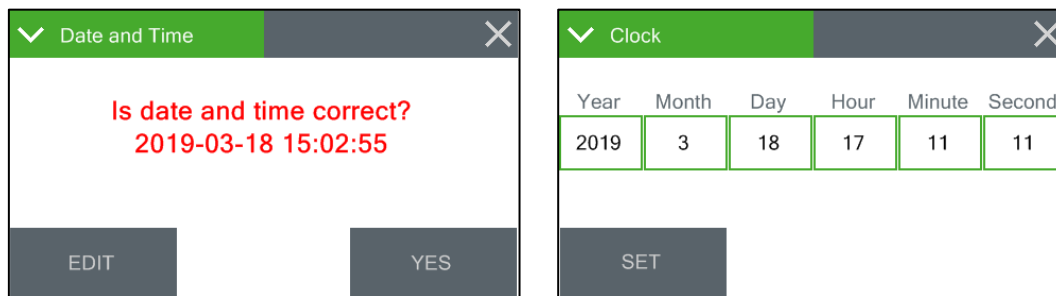 Date and Time
Is date and time correct?
2019-03-18 15:02:55
EDIT YES
Clock
Year Month Day Hour Minute Second
2019 3 18 17 11 11
SET